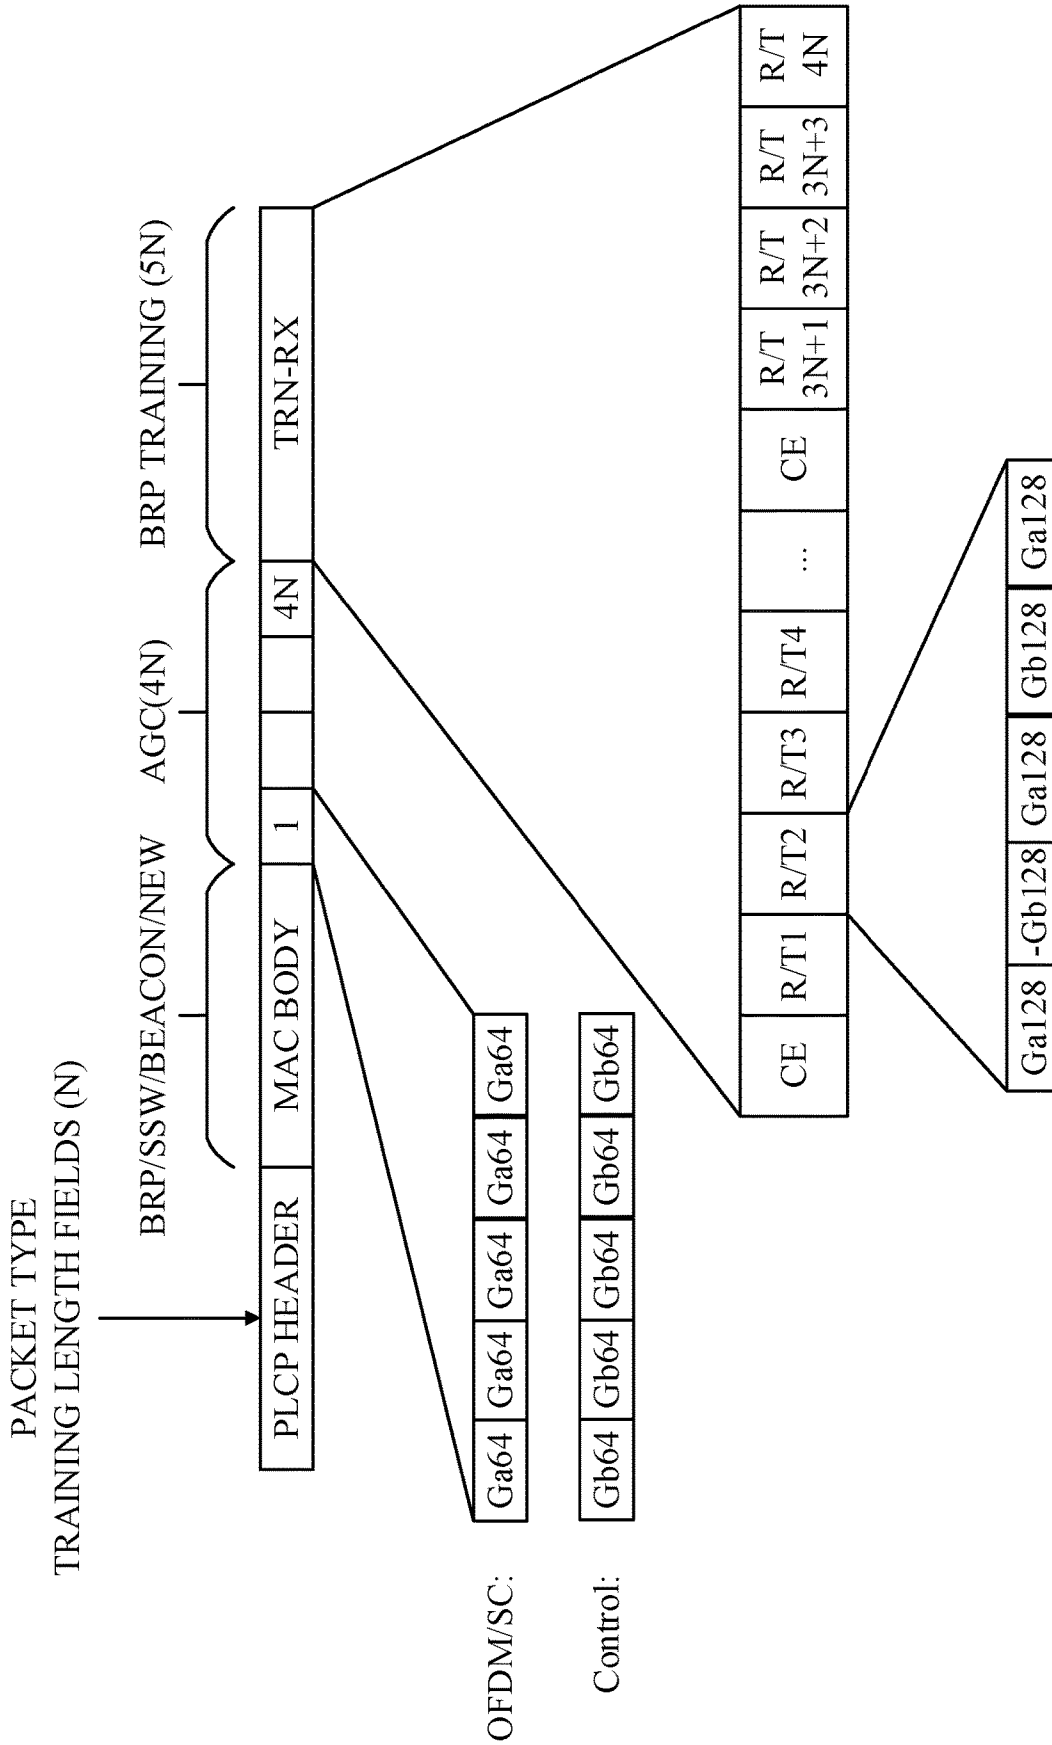 PACKET TYPE
TRAINING LENGTH FIELDS (N)
BRP/SSW/BEACON/NEW
AGC(4N)
BRP TRAINING (5N)
PLCP HEADER
MAC BODY
1
4N
TRN-RX
OFDM/SC:
Ga64
Ga64
Ga64
Ga64
Ga64
Control:
Gb64
Gb64
Gb64
Gb64
Gb64
CE
R/T1
R/T2
R/T3
R/T4
...
CE
R/T
3N+1
R/T
3N+2
R/T
3N+3
R/T
4N
Ga128
-Gb128
Ga128
Gb128
Ga128